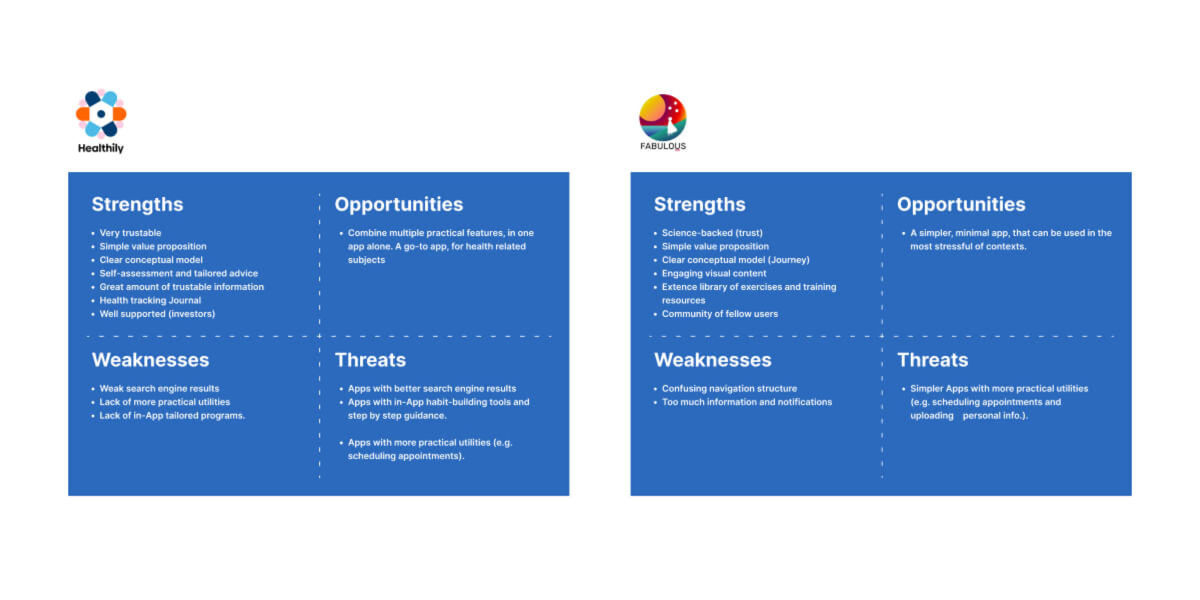 Healthily
Strengths
• Very trustable
• Simple value proposition
• Clear conceptual model
• Self-assessment and tailored advice
• Great amount of trustable information
• Health tracking Journal
• Well supported (investors)
Opportunities
• Combine multiple practical features, in one
app alone. A go-to app, for health related
subjects
Weaknesses
• Weak search engine results
• Lack of more practical utilities
• Lack of in-App tailored programs.
Threats
• Apps with better search engine results
• Apps with in-App habit-building tools and
step by step guidance.
• Apps with more practical utilities (e.g.
scheduling appointments).
FABULOUS
Strengths
• Science-backed (trust)
• Simple value proposition
• Clear conceptual model (Journey)
• Engaging visual content
• Extence library of exercises and training
resources
• Community of fellow users
Opportunities
• A simpler, minimal app, that can be used in the
most stressful of contexts.
Weaknesses
• Confusing navigation structure
• Too much information and notifications
Threats
• Simpler Apps with more practical utilities
(e.g. scheduling appointments and
uploading personal info.).